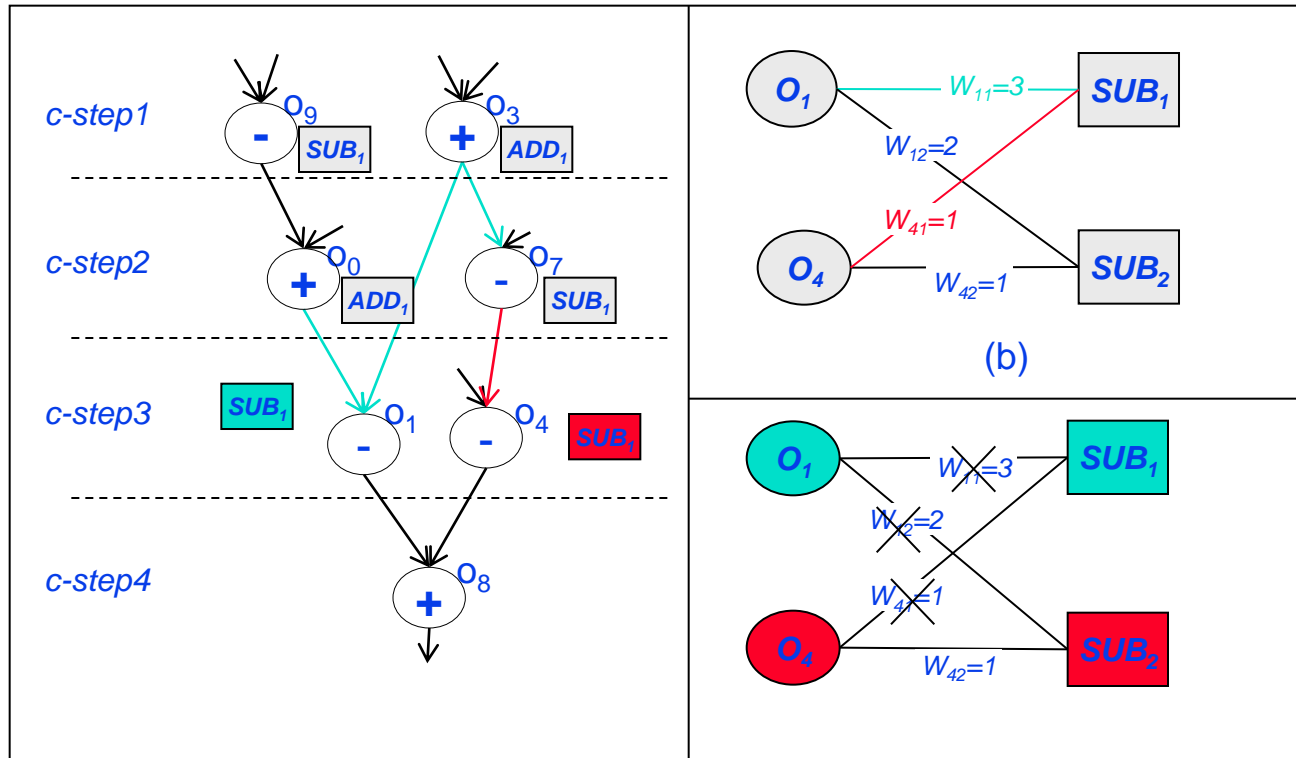 c-step1
-
O₉
SUB₁
+
O₃
ADD₁
c-step2
+
O₀
ADD₁
-
O₇
SUB₁
c-step3
SUB₁
-
O₁
-
O₄
SUB₁
c-step4
+
O₈
O₁
W₁₁=3
SUB₁
W₁₂=2
W₄₁=1
O₄
W₄₂=1
SUB₂
(b)
O₁
W₁₁=3
SUB₁
W₁₂=2
W₄₁=1
O₄
W₄₂=1
SUB₂